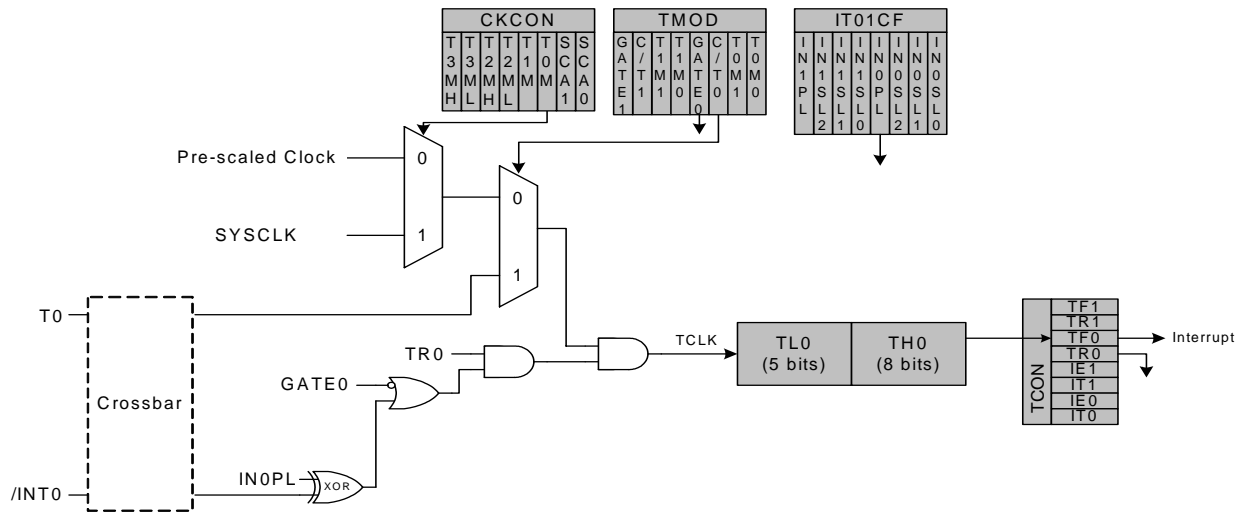 CKCON
T3MH T3ML T2MH T2ML T1M T0M SCA1 SCA0
TMOD
GATE1 C/T1 T1M1 T1M0 GATE0 C/T0 T0M1 T0M0
IT01CF
IN1PL IN1SL2 IN1SL1 IN1SL0 IN0PL IN0SL2 IN0SL1 IN0SL0
Pre-scaled Clock
0
SYSCLK
1
0
1
T0
Crossbar
/INT0
TR0
GATE0
IN0PL
XOR
TCLK
TL0
(5 bits)
TH0
(8 bits)
TCON
TF1
TR1
TF0
TR0
IE1
IT1
IE0
IT0
Interrupt